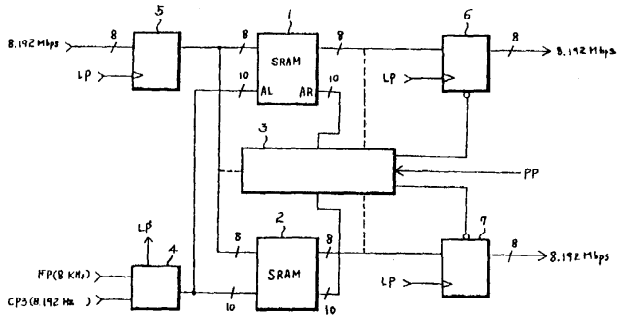 5
1
6
8.192 Mbps
8
8
8
8
8.192 Mbps
SRAM
LP
10
AL
AR
10
LP
3
PP
LP
4
2
7
8
8
8
8.192 Mbps
HP(8 KHz)
SRAM
LP
CP3(8.192 Hz )
10
10